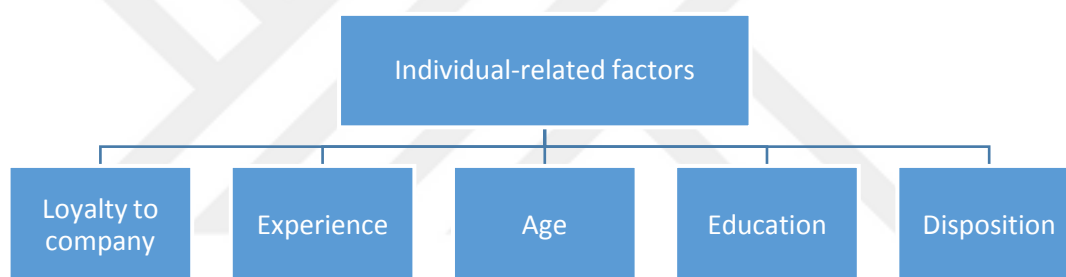 Individual-related factors
Loyalty to
company
Experience
Age
Education
Disposition